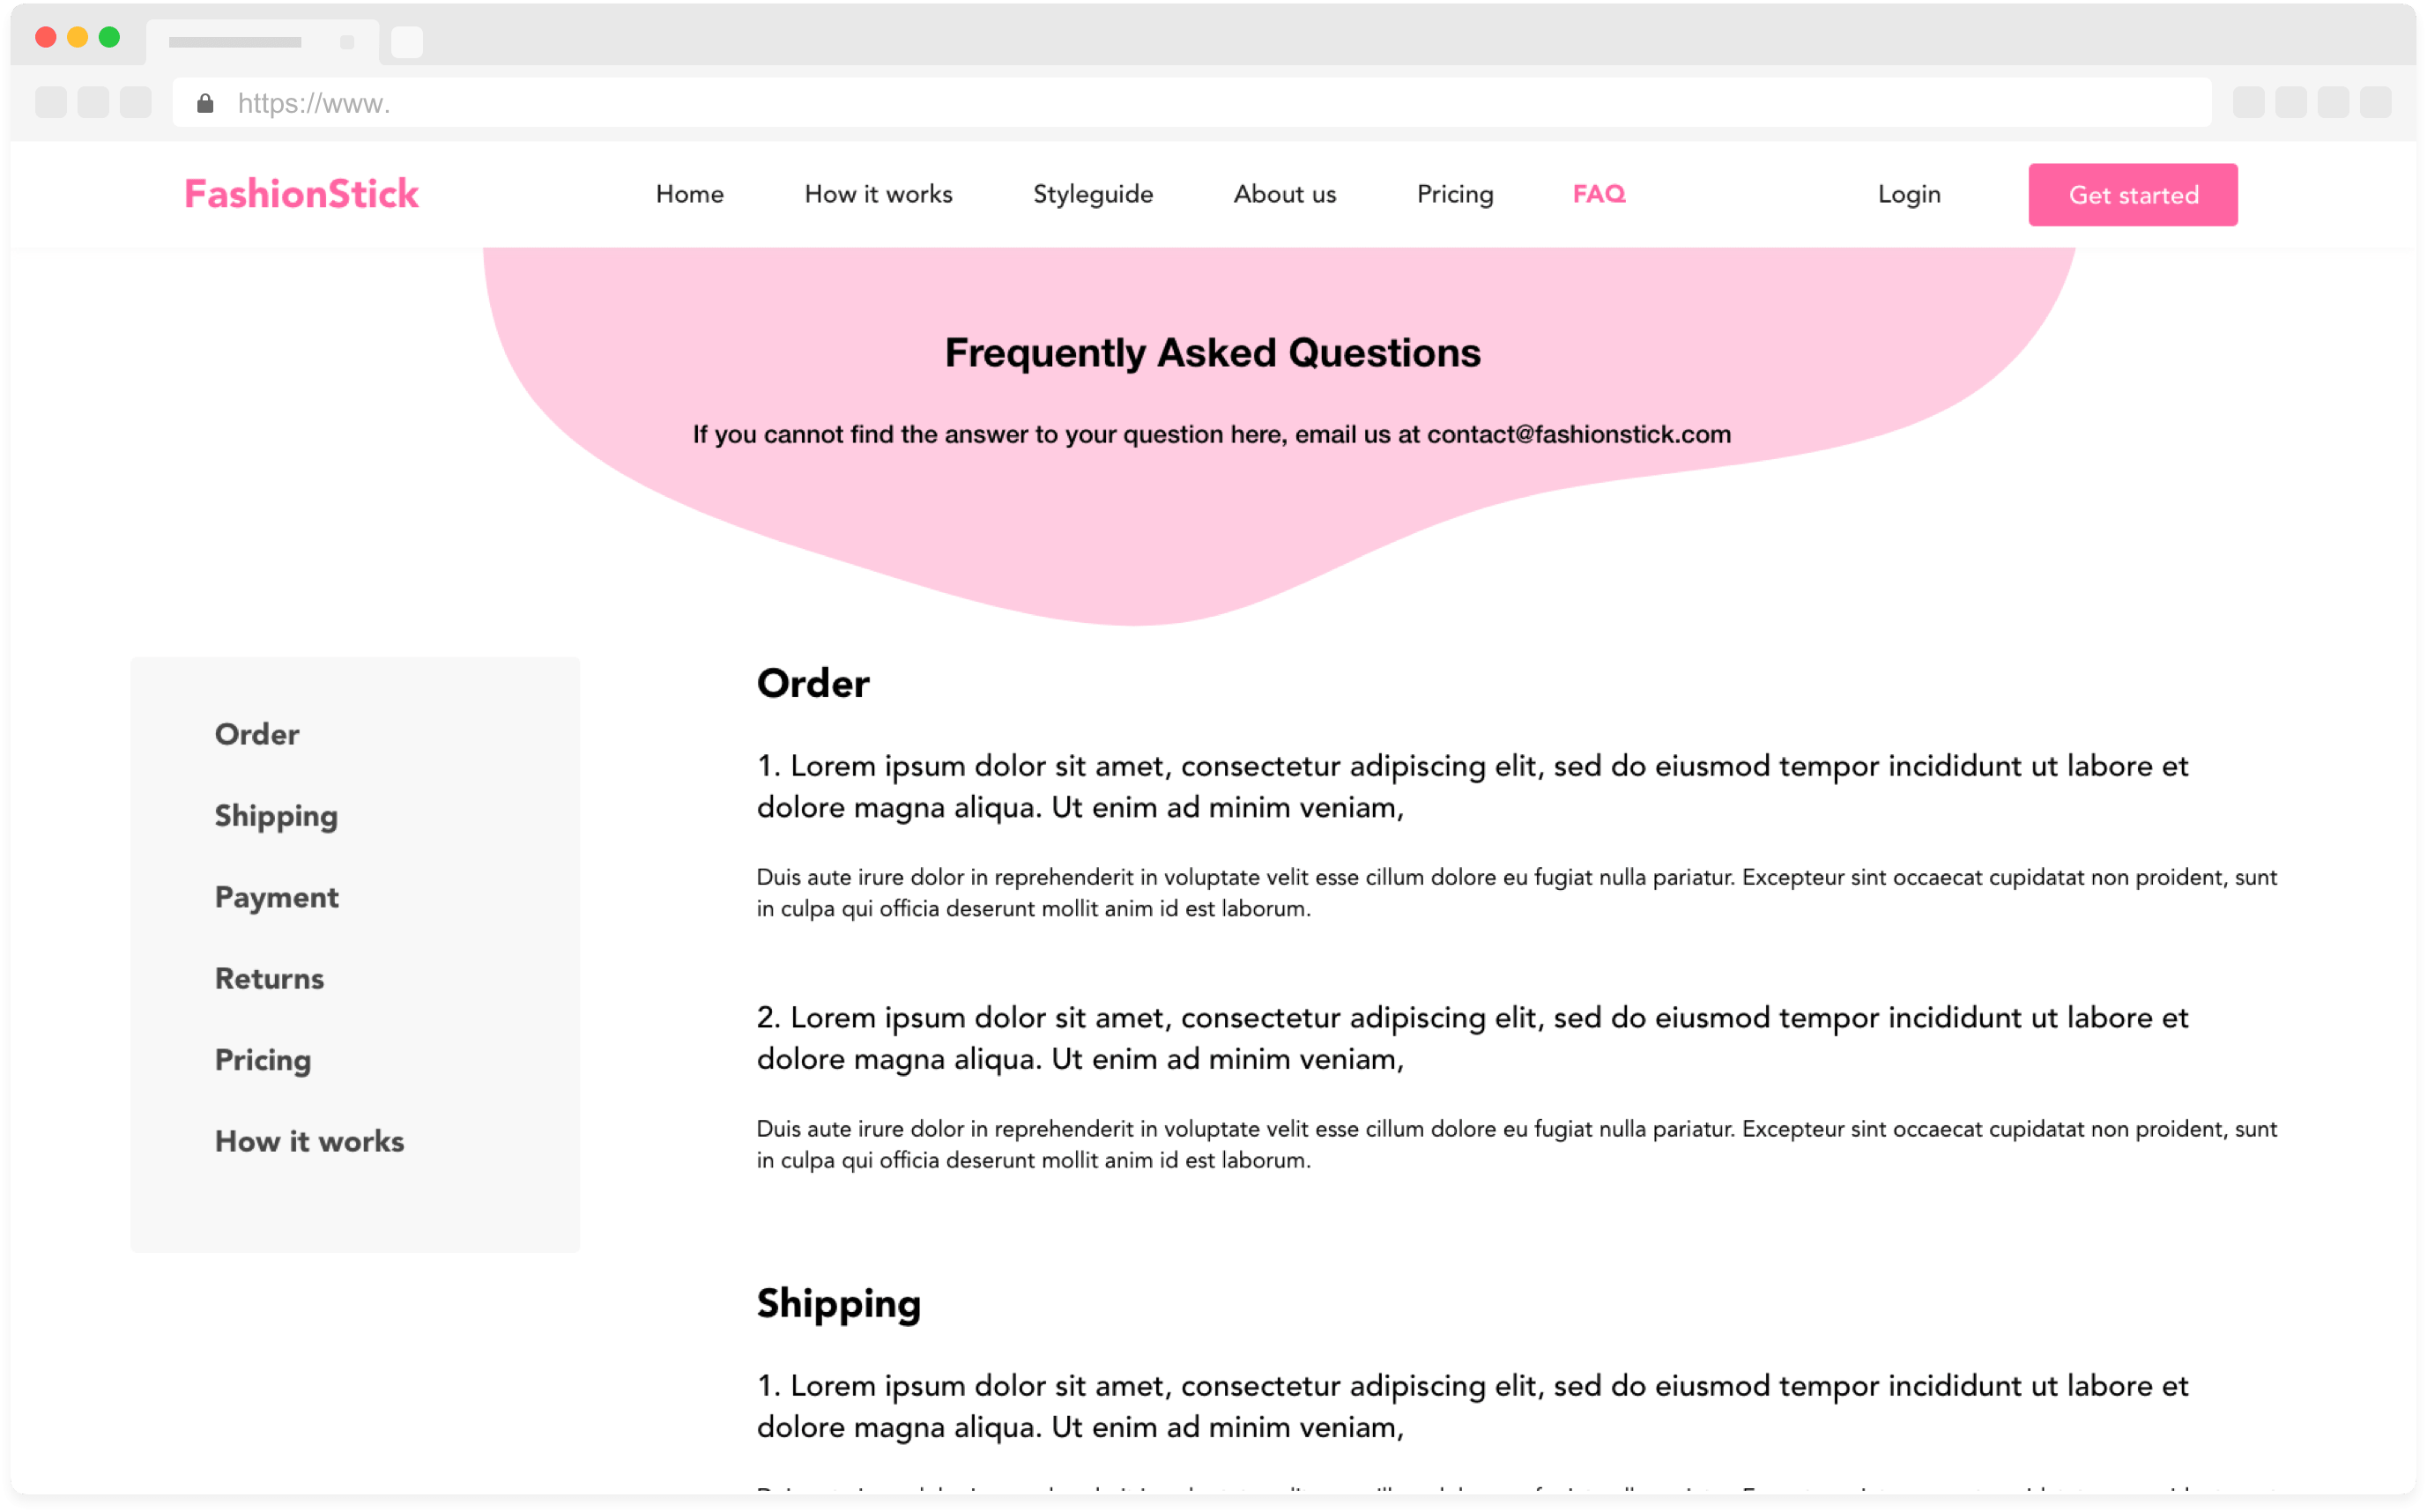 https://www.
FashionStick
Home
How it works
Styleguide
About us
Pricing
FAQ
Login
Get started
Frequently Asked Questions
If you cannot find the answer to your question here, email us at contact@fashionstick.com
Order
Shipping
Payment
Returns
Pricing
How it works
Order
1. Lorem ipsum dolor sit amet, consectetur adipiscing elit, sed do eiusmod tempor incididunt ut labore et
dolore magna aliqua. Ut enim ad minim veniam,
Duis aute irure dolor in reprehenderit in voluptate velit esse cillum dolore eu fugiat nulla pariatur. Excepteur sint occaecat cupidatat non proident, sunt
in culpa qui officia deserunt mollit anim id est laborum.
2. Lorem ipsum dolor sit amet, consectetur adipiscing elit, sed do eiusmod tempor incididunt ut labore et
dolore magna aliqua. Ut enim ad minim veniam,
Duis aute irure dolor in reprehenderit in voluptate velit esse cillum dolore eu fugiat nulla pariatur. Excepteur sint occaecat cupidatat non proident, sunt
in culpa qui officia deserunt mollit anim id est laborum.
Shipping
1. Lorem ipsum dolor sit amet, consectetur adipiscing elit, sed do eiusmod tempor incididunt ut labore et
dolore magna aliqua. Ut enim ad minim veniam,